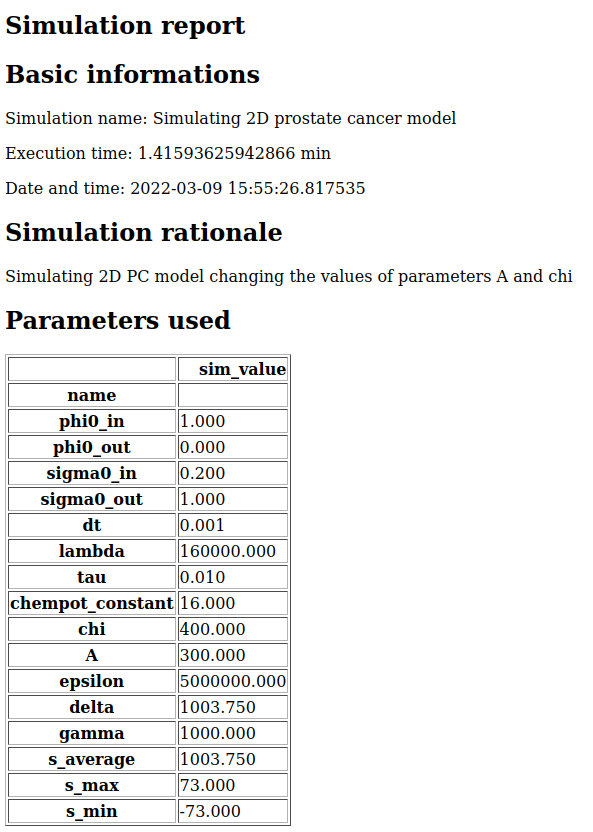 Simulation report
Basic informations
Simulation name: Simulating 2D prostate cancer model
Execution time: 1.41593625942866 min
Date and time: 2022-03-09 15:55:26.817535
Simulation rationale
Simulating 2D PC model changing the values of parameters A and chi
Parameters used
sim_value
name
phi0_in 1.000
phi0_out 0.000
sigma0_in 0.200
sigma0_out 1.000
dt 0.001
lambda 160000.000
tau 0.010
chempot_constant 16.000
chi 400.000
A 300.000
epsilon 5000000.000
delta 1003.750
gamma 1000.000
s_average 1003.750
s_max 73.000
s_min -73.000